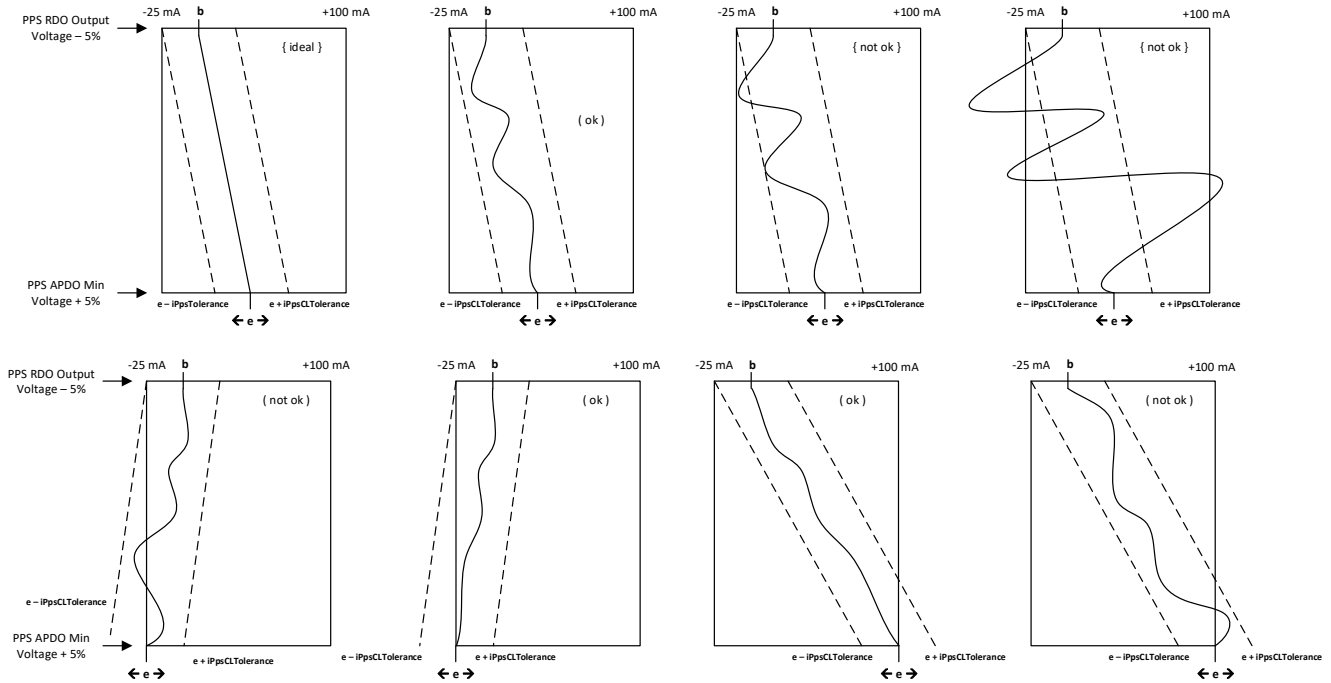 -25 mA b +100 mA
-25 mA b +100 mA
-25 mA b +100 mA
-25 mA b +100 mA
PPS RDO Output
Voltage – 5%
{ ideal }
( ok )
{ not ok }
{ not ok }
PPS APDO Min
Voltage + 5%
e – iPpsTolerance e + iPpsCLTolerance
e – iPpsCLTolerance e + iPpsCLTolerance
e – iPpsCLTolerance e + iPpsCLTolerance
e – iPpsCLTolerance e + iPpsCLTolerance
← e →
← e →
← e →
← e →
-25 mA b +100 mA
-25 mA b +100 mA
-25 mA b +100 mA
-25 mA b +100 mA
PPS RDO Output
Voltage – 5%
( not ok )
( ok )
( ok )
( not ok )
e – iPpsCLTolerance
PPS APDO Min
Voltage + 5%
e + iPpsCLTolerance
e – iPpsCLTolerance e + iPpsCLTolerance
e – iPpsCLTolerance e + iPpsCLTolerance
e – iPpsCLTolerance e + iPpsCLTolerance
← e →
← e →
← e →
← e →